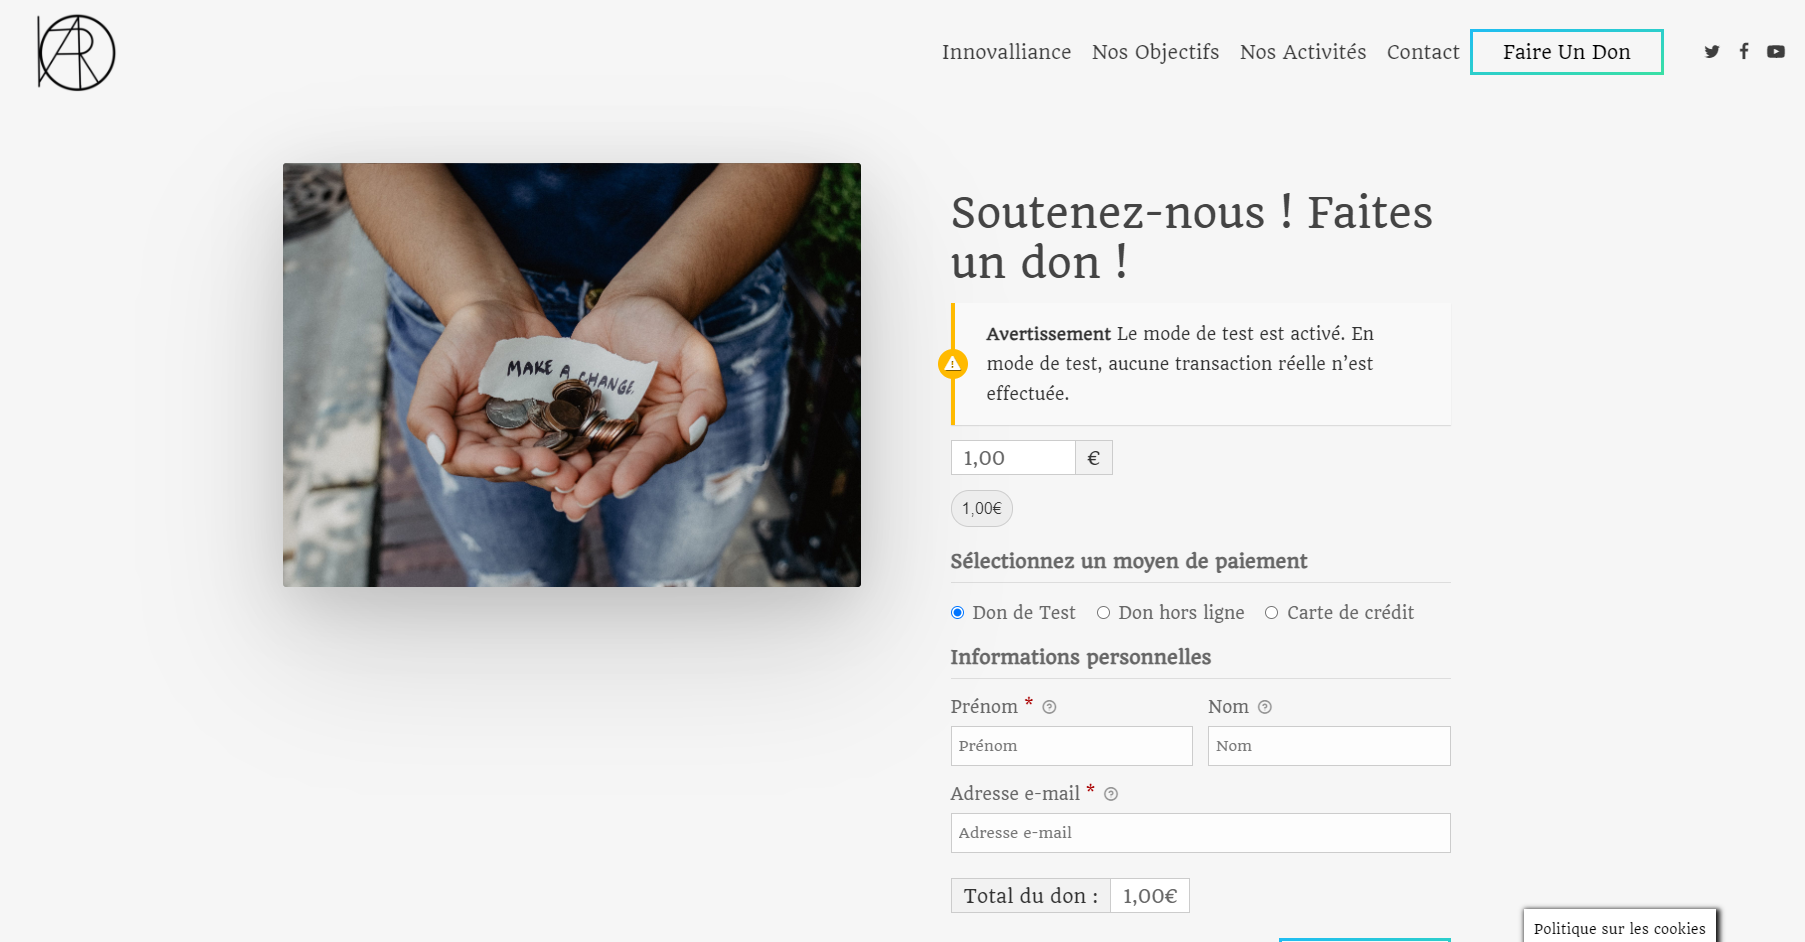 Innovalliance Nos Objectifs Nos Activités Contact Faire Un Don
Soutenez-nous ! Faites
un don !
MAKE A CHANGE.
Avertissement Le mode de test est activé. En
mode de test, aucune transaction réelle n’est
effectuée.
1,00 €
1,00€
Sélectionnez un moyen de paiement
Don de Test Don hors ligne Carte de crédit
Informations personnelles
Prénom * Nom
Prénom Nom
Adresse e-mail *
Adresse e-mail
Total du don : 1,00€
Politique sur les cookies